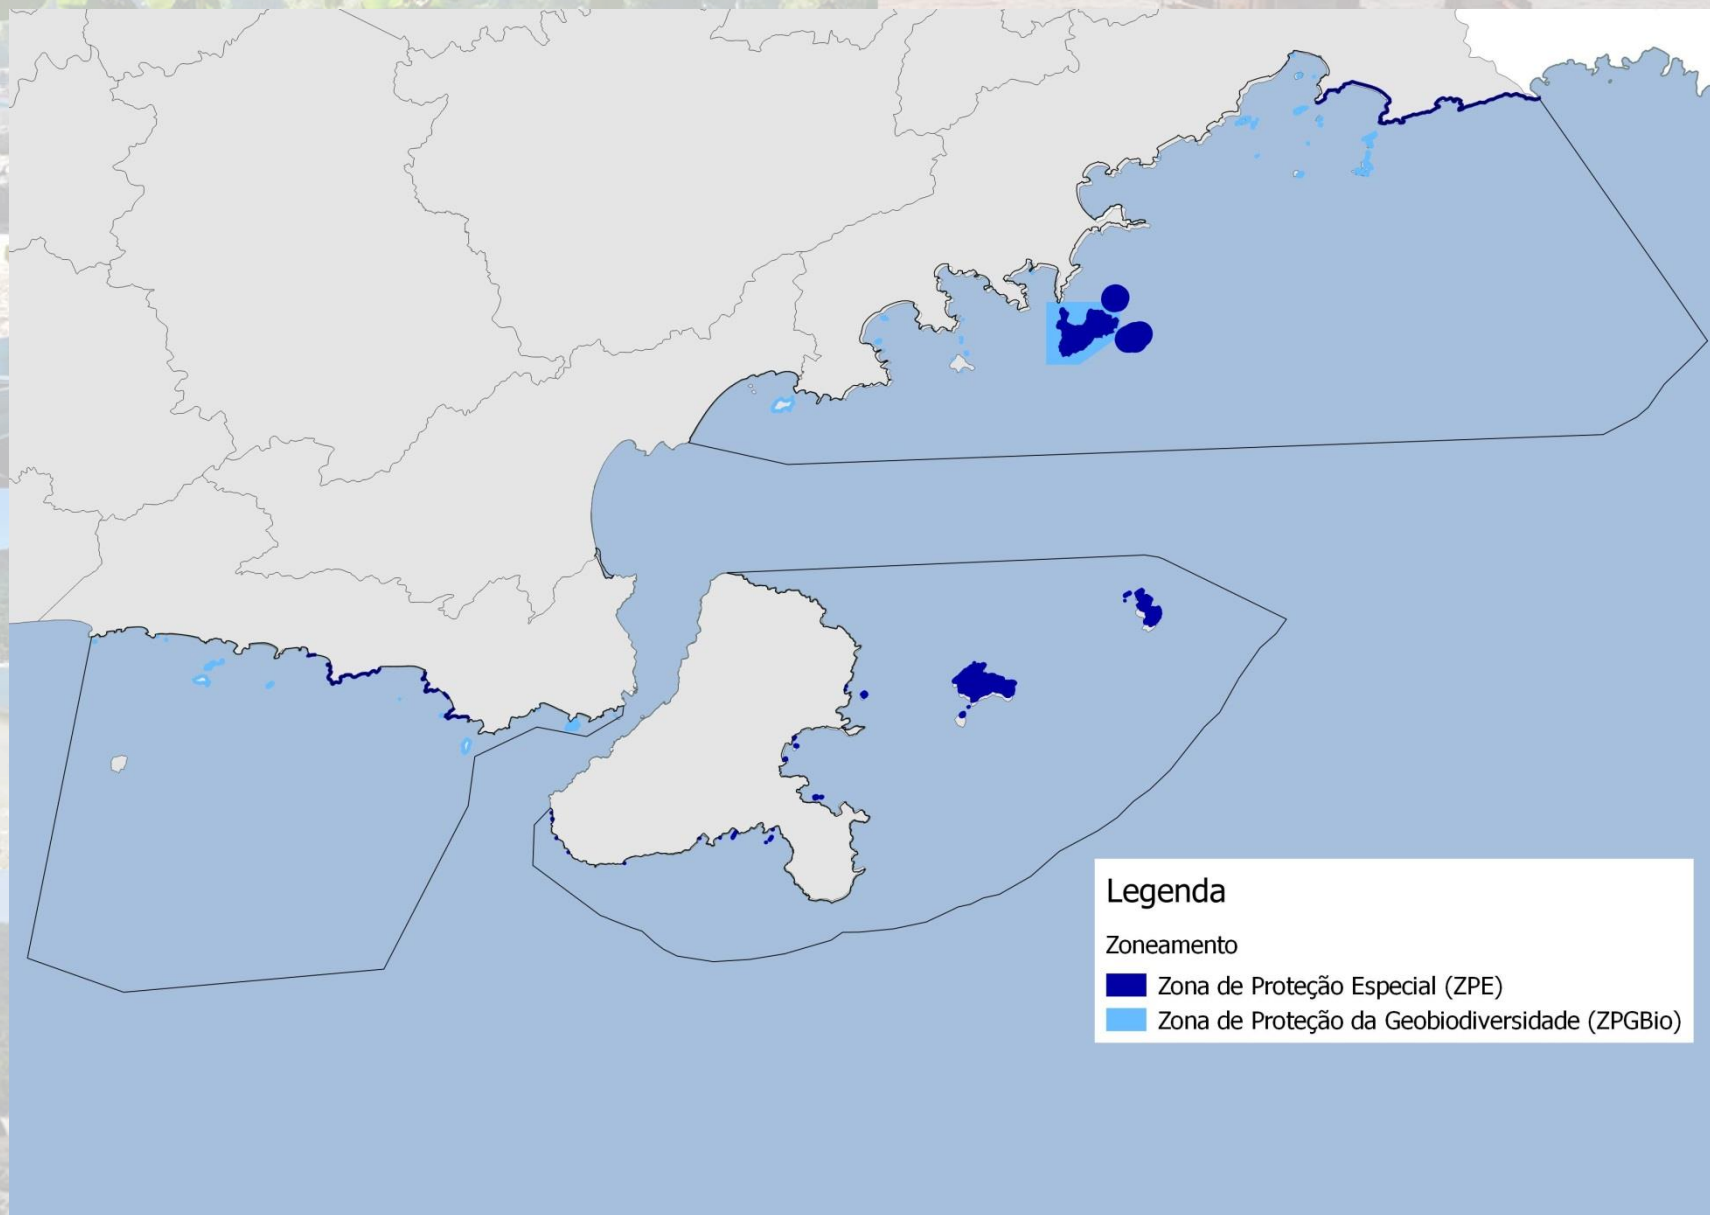 Legenda
Zoneamento
Zona de Proteção Especial (ZPE)
Zona de Proteção da Geobiodiversidade (ZPGBio)